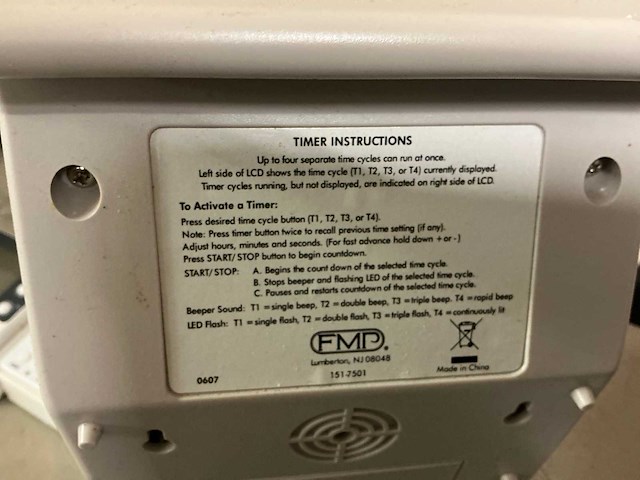 TIMER INSTRUCTIONS
Up to four separate time cycles can run at once.
Left side of LCD shows the time cycle (T1, T2, T3, or T4) currently displayed.
Timer cycles running, but not displayed, are indicated on right side of LCD.
To Activate a Timer:
Press desired time cycle button (T1, T2, T3, or T4).
Note: Press timer button twice to recall previous time setting (if any).
Adjust hours, minutes and seconds. (For fast advance hold down + or -)
Press START/ STOP button to begin countdown.
START/ STOP: A. Begins the count down of the selected time cycle.
B. Stops beeper and flashing LED of the selected time cycle.
C. Pauses and restarts countdown of the selected time cycle.
Beeper Sound: T1 = single beep, T2 = double beep, T3 = triple beep. T4 = rapid beep
LED Flash: T1 = single flash, T2 = double flash, T3 = triple flash, T4 = continuously lit
FMP®
Lumberton, NJ 08048
151-7501
Made in China
0607